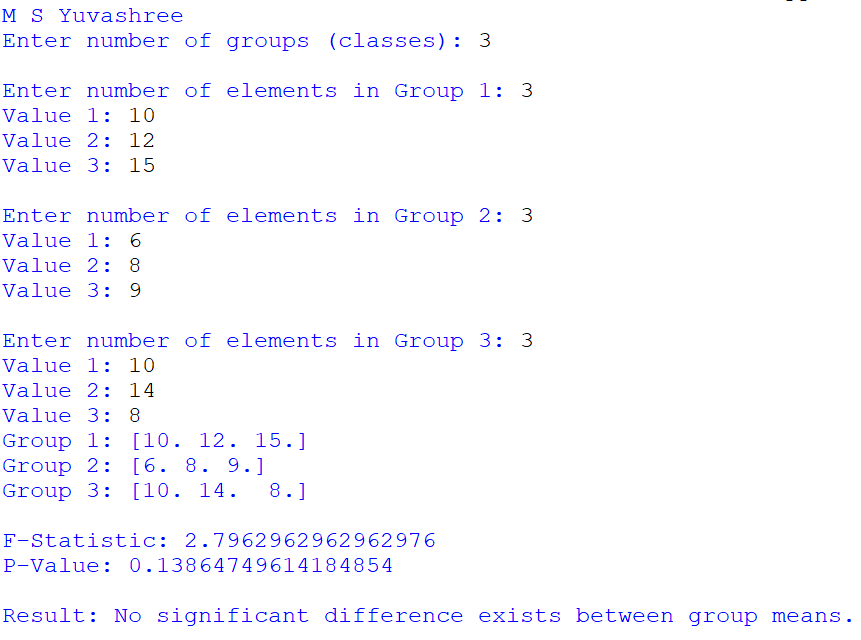 M S Yuvashree
Enter number of groups (classes): 3
Enter number of elements in Group 1: 3
Value 1: 10
Value 2: 12
Value 3: 15
Enter number of elements in Group 2: 3
Value 1: 6
Value 2: 8
Value 3: 9
Enter number of elements in Group 3: 3
Value 1: 10
Value 2: 14
Value 3: 8
Group 1: [10. 12. 15.]
Group 2: [6. 8. 9.]
Group 3: [10. 14.  8.]
F-Statistic: 2.7962962962962976
P-Value: 0.13864749614184854
Result: No significant difference exists between group means.